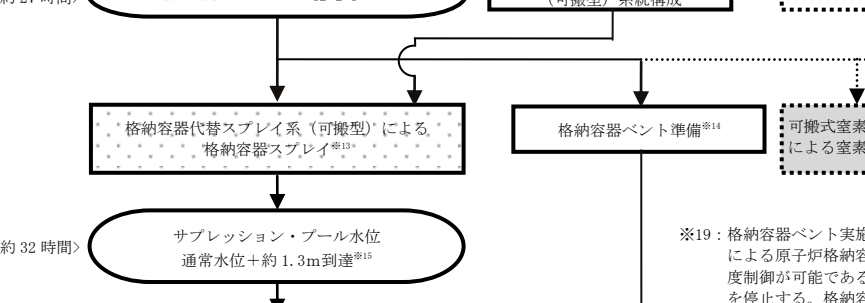 約27時間〉
（可搬型）系統構成
格納容器代替スプレイ系（可搬型）による
格納容器スプレイ※13
格納容器ベント準備※14
可搬式窒素
による窒素
約 32 時間〉
サプレッション・プール水位
通常水位＋約 1.3m到達※15
※19：格納容器ベント実施
による原子炉格納容
度制御が可能である
を停止する。格納容